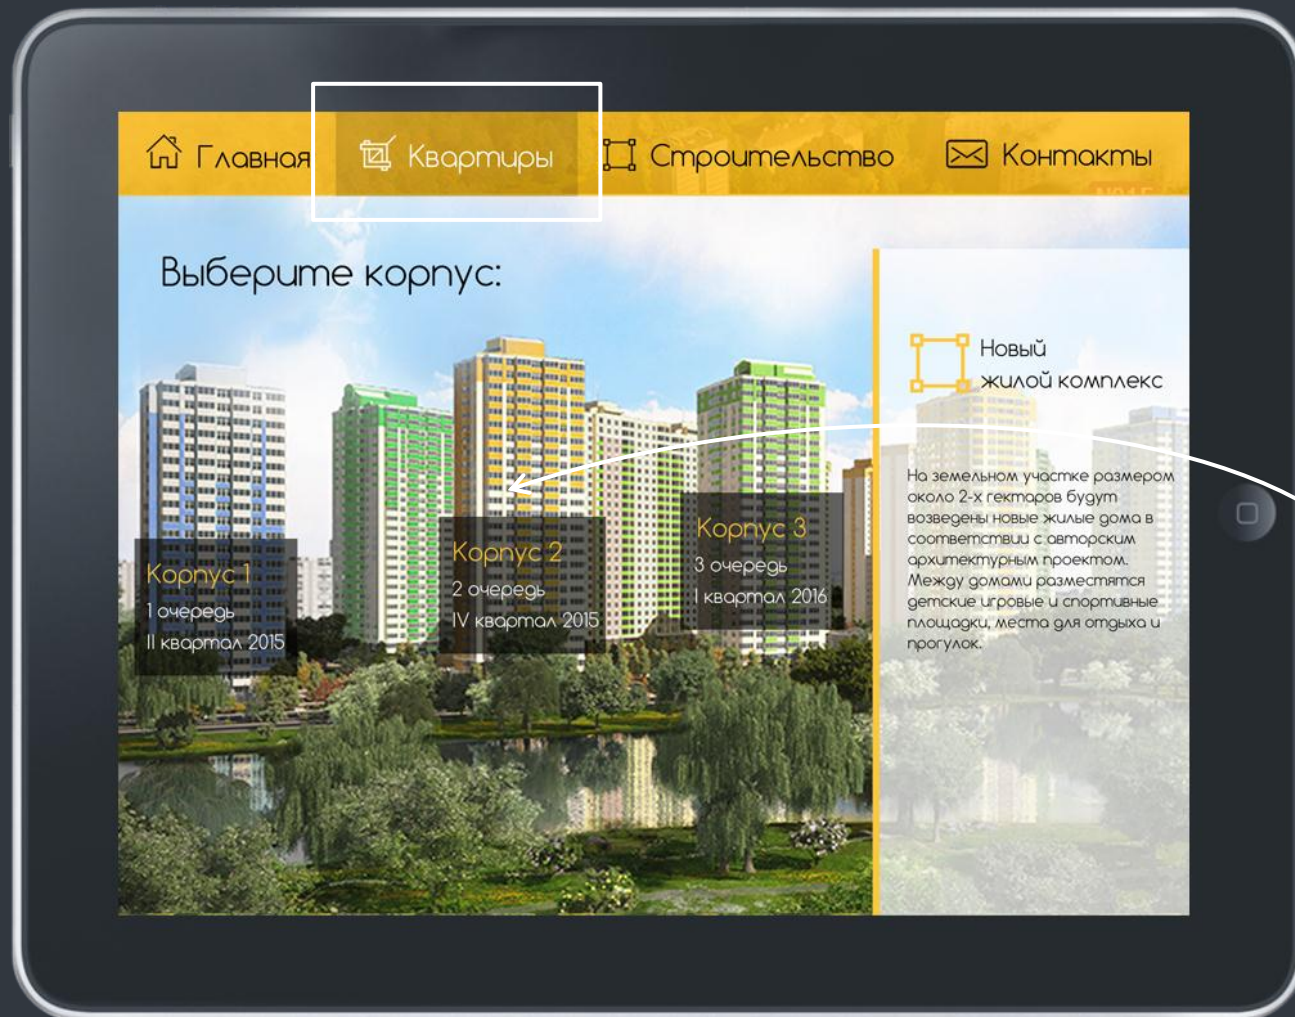 Главная
Квартиры
Строительство
Контакты
Выберите корпус:
Корпус 1
1 очередь
II квартал 2015
Корпус 2
2 очередь
IV квартал 2015
Корпус 3
3 очередь
I квартал 2016
Новый
жилой комплекс
На земельном участке размером
около 2-х гектаров будут
возведены новые жилые дома в
соответствии с авторским
архитектурным проектом.
Между домами разместятся
детские игровые и спортивные
площадки, места для отдыха и
прогулок.